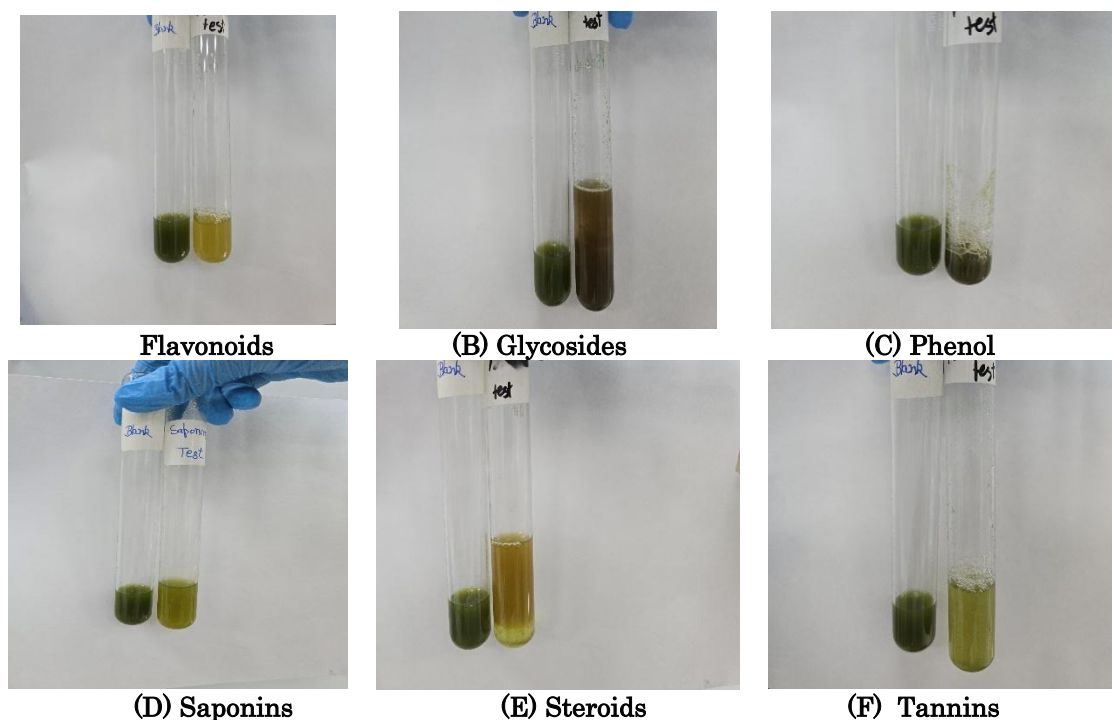 Blank test
Blank test
test
Flavonoids
(B) Glycosides
(C) Phenol
Blank
Saponin
Test
Blank
test
Blank test
(D) Saponins
(E) Steroids
(F) Tannins